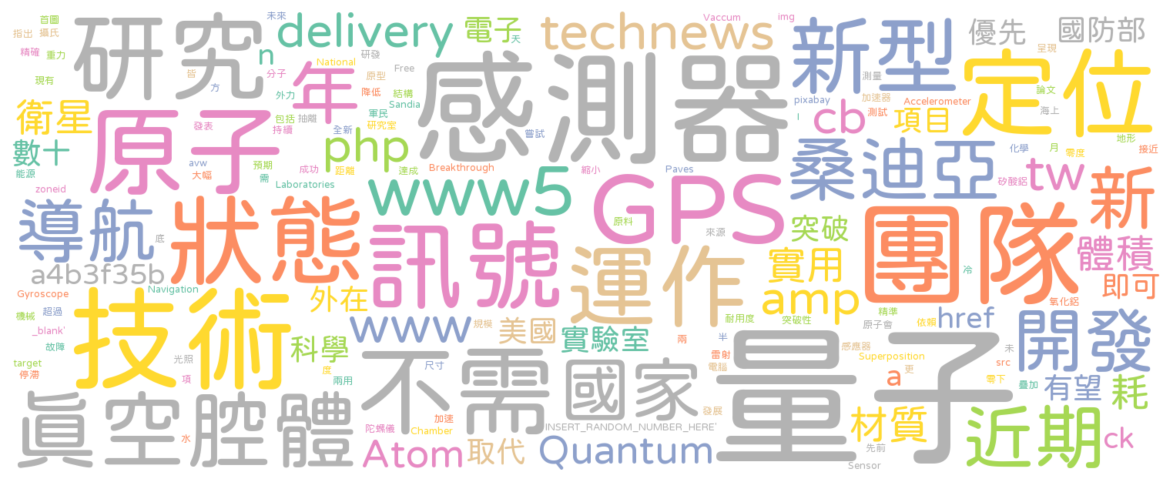 百圖
未來
指出
攝氏
研究
n
delivery
電子
天
technews
Vaccum
img
新型
優先
國防部
精確
重力
現有
皆
分子
方
年
National
Free
研發
原型
降低
結構
感測器
測量
定位
呈現
論文
海上
地形
接近
衛星
原子
發表
外力
包括
持續
抽離
軍民
Sandia
研究室
全新
嘗試
pixabay
加速器
Accelerometer
cb
測試
項目
數十
能源
php
距離
達成
i
桑迪亞
化學
月
零度
tw
矽酸鋁
新
zoneid
avw
大幅
預期
需
成功
Laboratories
Breakthrough
www5
縮小
Paves
GPS
導航
底
狀態
訊號
原料
來源
運作
突破
實用
團隊
冷
體積
即可
氧化鋁
a4b3f35b
Gyroscope
Navigation
機械
超過
_blank'
故障
技術
外在
amp
耐用度
突破性
精準
原子會
依賴
href
開發
www
規模
美國
實驗室
兩
半
感應器
未
target
停滯
光照
項
科學
度
兩用
不需
尺寸
國家
雷射
電腦
量子
Superposition
更
src
a
零下
疊加
有望
耗
真空腔體
水
加速
陀螺儀
Chamber
INSERT_RANDOM_NUMBER_HERE'
發展
材質
先前
近期
ck
Atom
取代
Quantum
Sensor